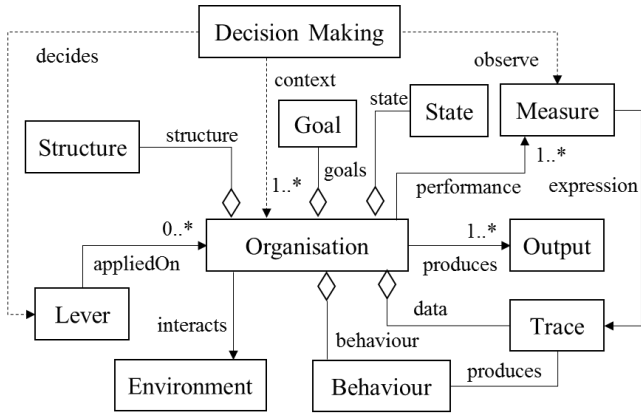 Decision Making
decides
observe
context
state
State
Measure
Goal
Structure
structure
goals
1..*
1..*
performance
expression
0..*
Organisation
1..*
Output
appliedOn
produces
Lever
interacts
data
Trace
behaviour
produces
Environment
Behaviour